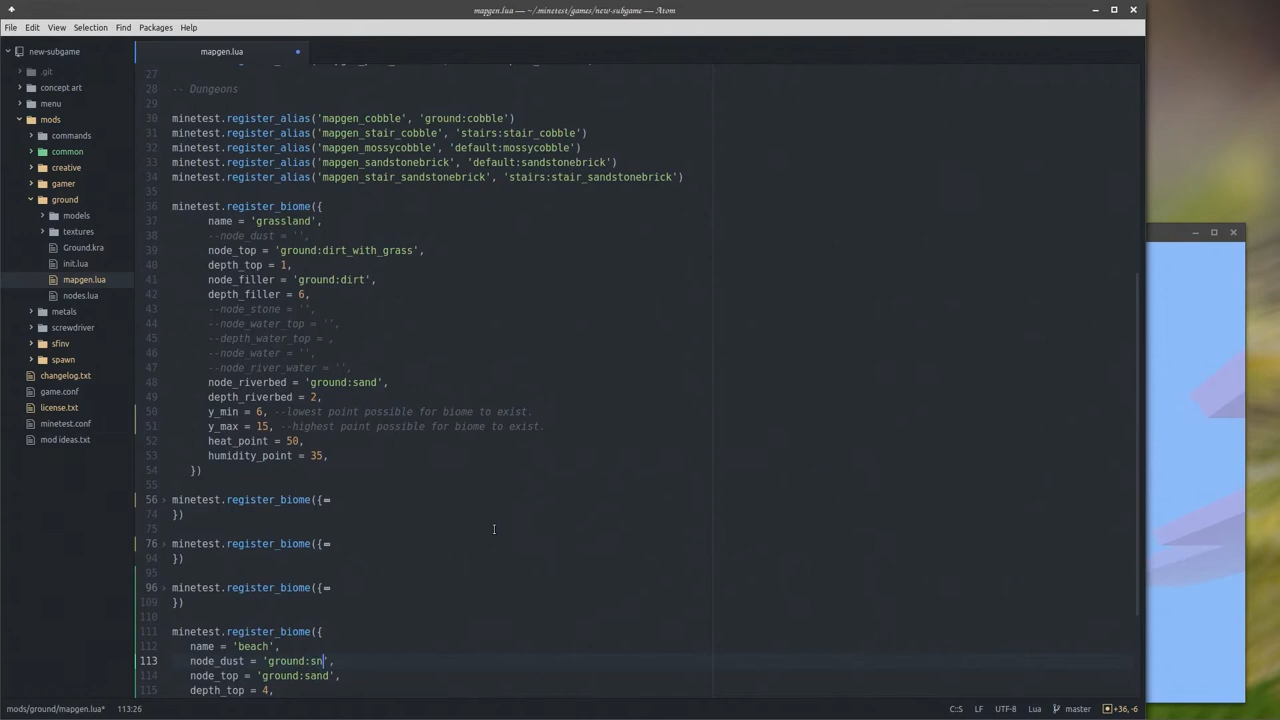 mapgen.lua — ~/.minetest/games/new-subgame — Atom
File Edit View Selection Find Packages Help
new-subgame
.git
concept art
menu
mods
commands
common
creative
gamer
ground
models
textures
Ground.kra
init.lua
mapgen.lua
nodes.lua
metals
screwdriver
sfinv
spawn
changelog.txt
game.conf
license.txt
minetest.conf
mod ideas.txt
mapgen.lua
27
28 -- Dungeons
29
30 minetest.register_alias('mapgen_cobble', 'ground:cobble')
31 minetest.register_alias('mapgen_stair_cobble', 'stairs:stair_cobble')
32 minetest.register_alias('mapgen_mossycobble', 'default:mossycobble')
33 minetest.register_alias('mapgen_sandstonebrick', 'default:sandstonebrick')
34 minetest.register_alias('mapgen_stair_sandstonebrick', 'stairs:stair_sandstonebrick')
35
36 minetest.register_biome({
37 name = 'grassland',
38 --node_dust = '',
39 node_top = 'ground:dirt_with_grass',
40 depth_top = 1,
41 node_filler = 'ground:dirt',
42 depth_filler = 6,
43 --node_stone = '',
44 --node_water_top = '',
45 --depth_water_top = ,
46 --node_water = '',
47 --node_river_water = '',
48 node_riverbed = 'ground:sand',
49 depth_riverbed = 2,
50 y_min = 6, --lowest point possible for biome to exist.
51 y_max = 15, --highest point possible for biome to exist.
52 heat_point = 50,
53 humidity_point = 35,
54 })
55
56 minetest.register_biome({
74 })
75
76 minetest.register_biome({
94 })
95
96 minetest.register_biome({
109 })
110
111 minetest.register_biome({
112 name = 'beach',
113 node_dust = 'ground:sn',
114 node_top = 'ground:sand',
115 depth_top = 4,
mods/ground/mapgen.lua* 113:26 C::S LF UTF-8 Lua master +36, -6